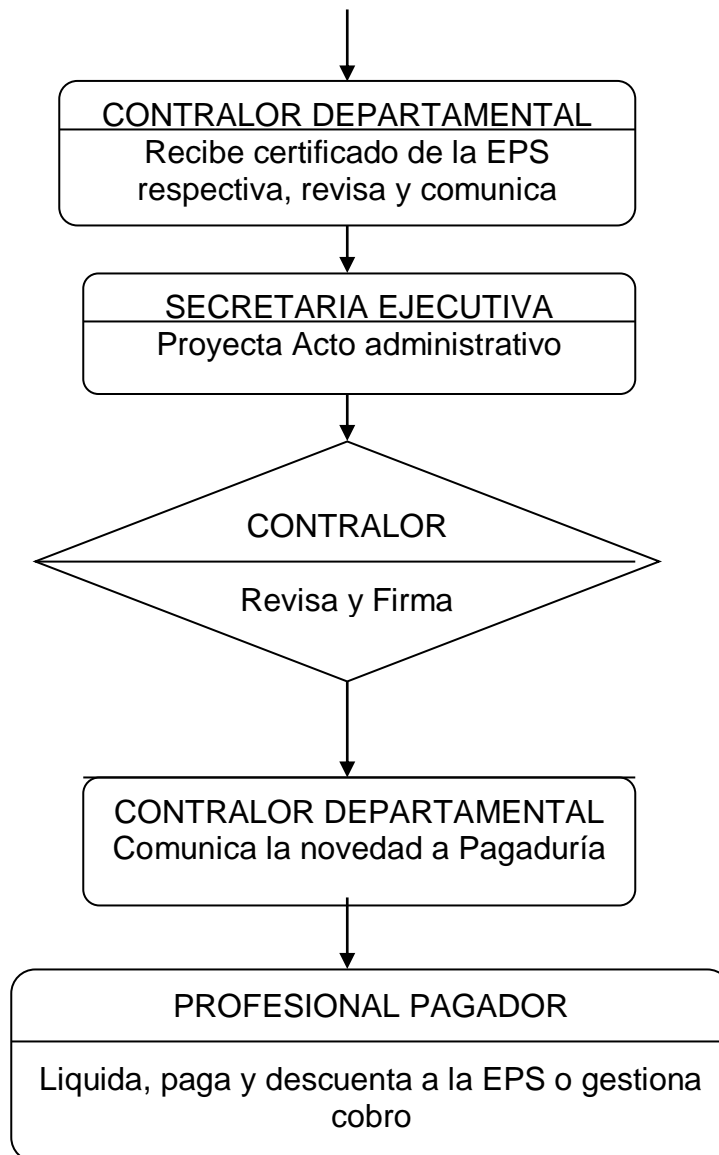 CONTRALOR DEPARTAMENTAL
Recibe certificado de la EPS
respectiva, revisa y comunica
SECRETARIA EJECUTIVA
Proyecta Acto administrativo
CONTRALOR
Revisa y Firma
CONTRALOR DEPARTAMENTAL
Comunica la novedad a Pagaduría
PROFESIONAL PAGADOR
Liquida, paga y descuenta a la EPS o gestiona
cobro